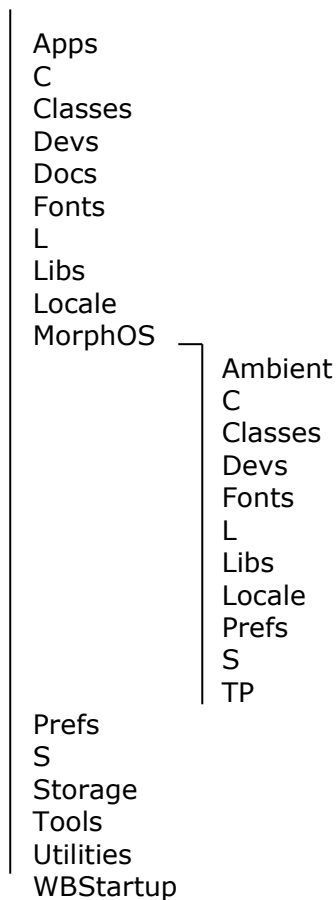 Apps
C
Classes
Devs
Docs
Fonts
L
Libs
Locale
MorphOS
Ambient
C
Classes
Devs
Fonts
L
Libs
Locale
Prefs
S
TP
Prefs
S
Storage
Tools
Utilities
WBStartup